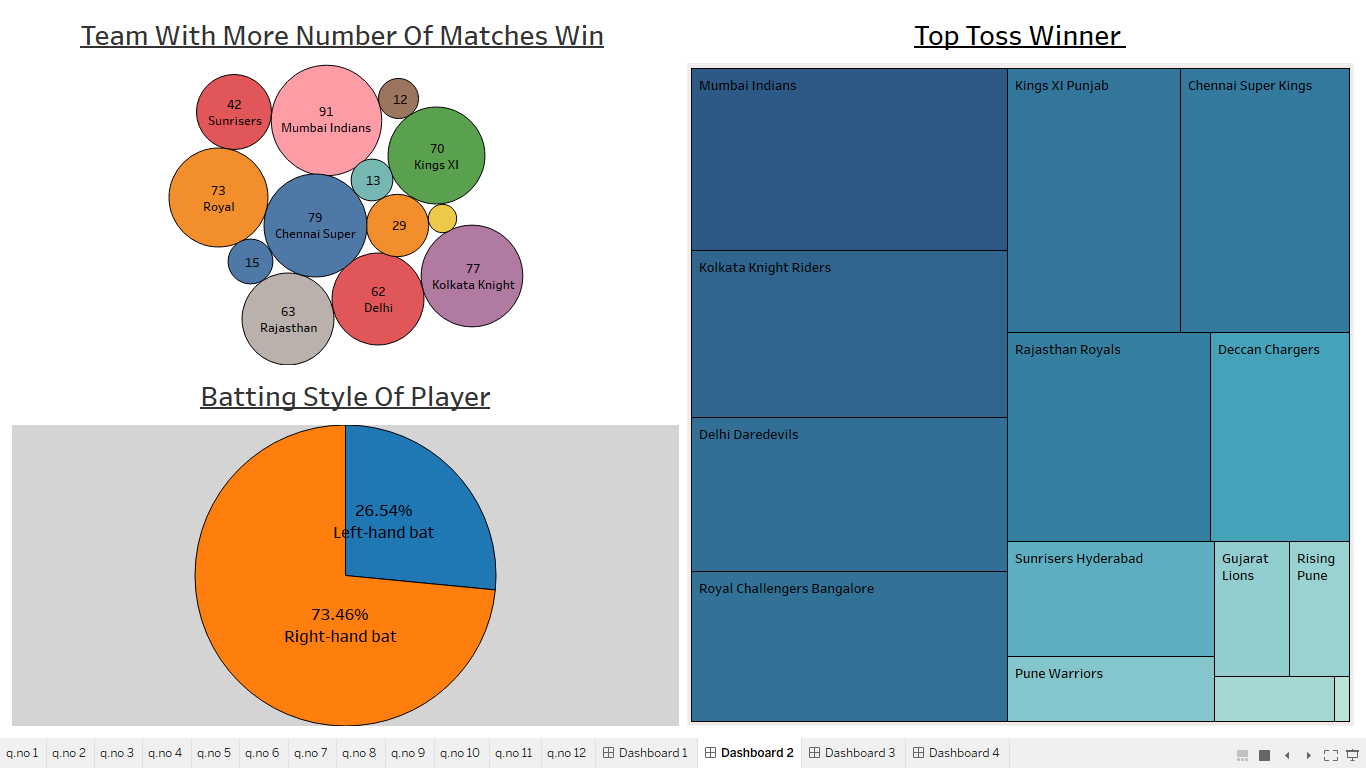 Team With More Number Of Matches Win
42
Sunrisers
91
Mumbai Indians
12
70
Kings XI
13
73
Royal
79
Chennai Super
29
15
77
Kolkata Knight
62
Delhi
63
Rajasthan
Batting Style Of Player
26.54%
Left-hand bat
73.46%
Right-hand bat
Top Toss Winner
Mumbai Indians
Kings XI Punjab
Chennai Super Kings
Kolkata Knight Riders
Rajasthan Royals
Deccan Chargers
Delhi Daredevils
Sunrisers Hyderabad
Gujarat
Lions
Rising
Pune
Royal Challengers Bangalore
Pune Warriors
q.no 1 q.no 2 q.no 3 q.no 4 q.no 5 q.no 6 q.no 7 q.no 8 q.no 9 q.no 10 q.no 11 q.no 12 Dashboard 1 Dashboard 2 Dashboard 3 Dashboard 4